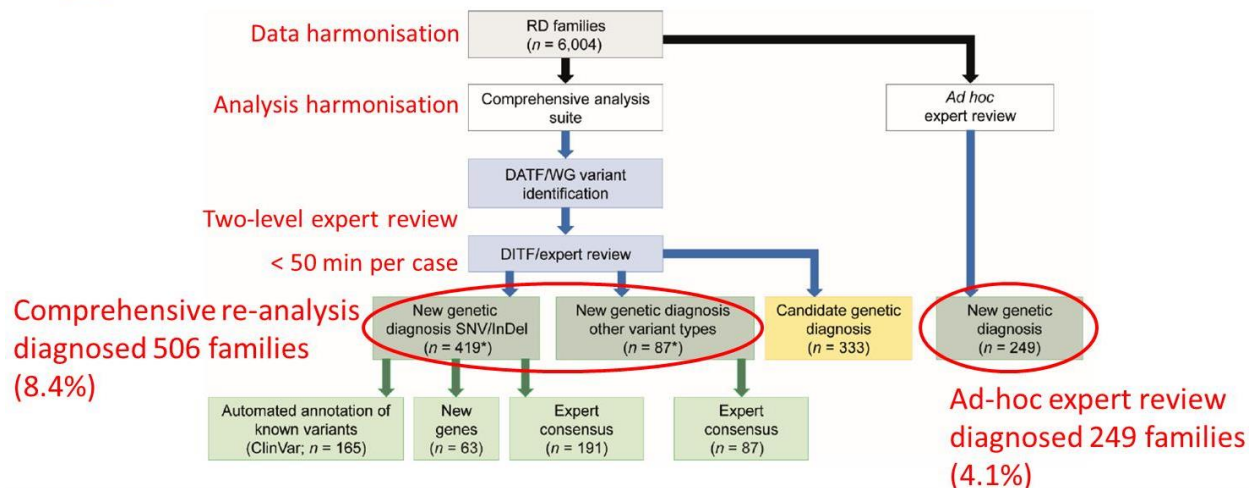 Data harmonisation
RD families
(n = 6,004)
Analysis harmonisation
Comprehensive analysis
suite
Ad hoc
expert review
DATF/WG variant
identification
Two-level expert review
< 50 min per case
DITF/expert review
Comprehensive re-analysis
diagnosed 506 families
(8.4%)
New genetic
diagnosis SNV/InDel
(n = 419*)
New genetic diagnosis
other variant types
(n = 87*)
Candidate genetic
diagnosis
(n = 333)
New genetic
diagnosis
(n = 249)
Automated annotation of
known variants
(ClinVar; n = 165)
New
genes
(n = 63)
Expert
consensus
(n = 191)
Expert
consensus
(n = 87)
Ad-hoc expert review
diagnosed 249 families
(4.1%)